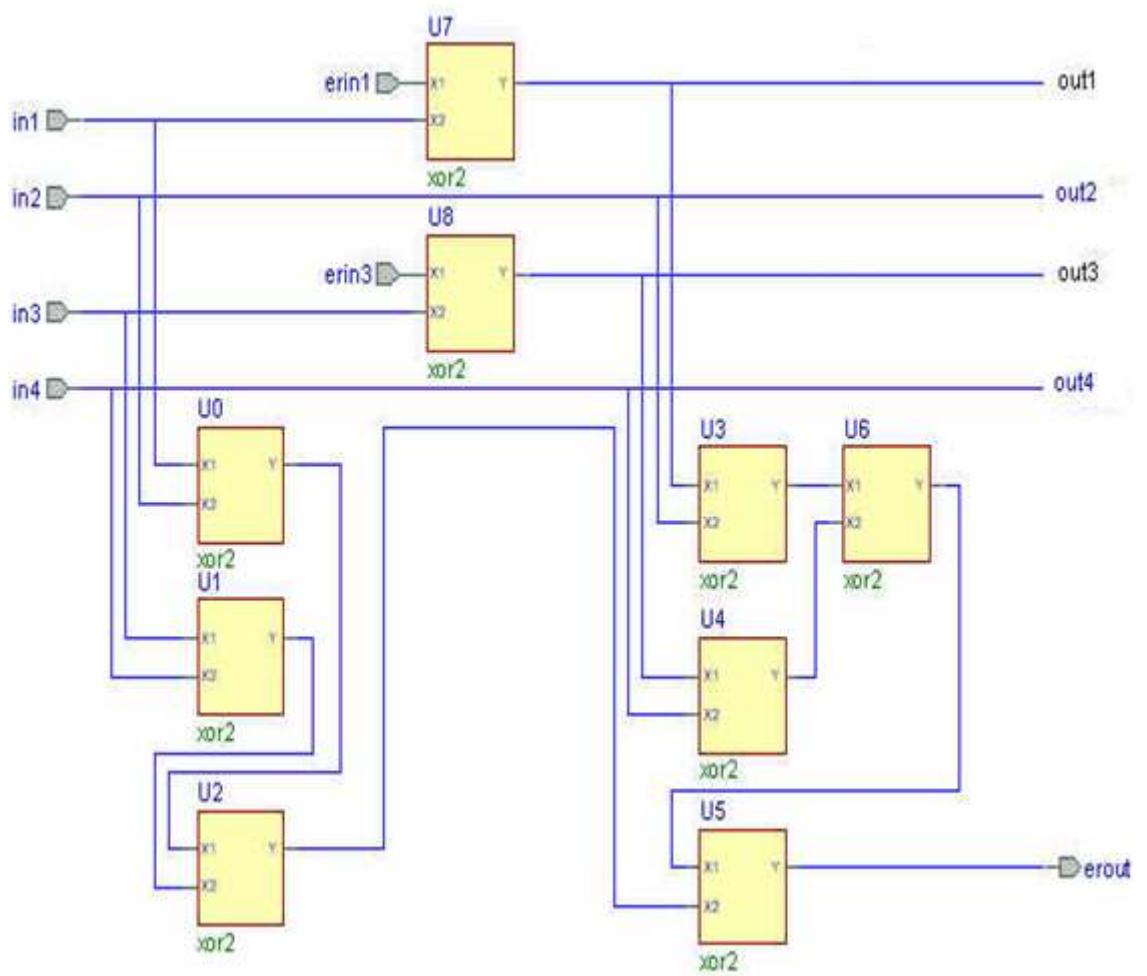 U7
erin1
X1
Y
out1
in1
X2
xor2
in2
out2
U8
erin3
X1
Y
out3
in3
X2
xor2
in4
out4
U0
X1
Y
X2
xor2
U3
X1
Y
X2
xor2
U6
X1
Y
X2
xor2
U1
X1
Y
X2
xor2
U4
X1
Y
X2
xor2
U2
X1
Y
X2
xor2
U5
X1
Y
X2
xor2
erout